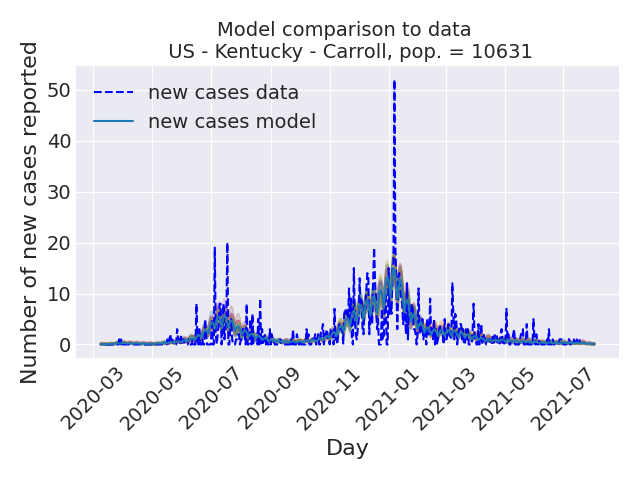 Model comparison to data
US - Kentucky - Carroll, pop. = 10631
Number of new cases reported
50
40
30
20
10
0
new cases data
new cases model
2020-03
2020-05
2020-07
2020-09
2020-11
2021-01
2021-03
2021-05
2021-07
Day